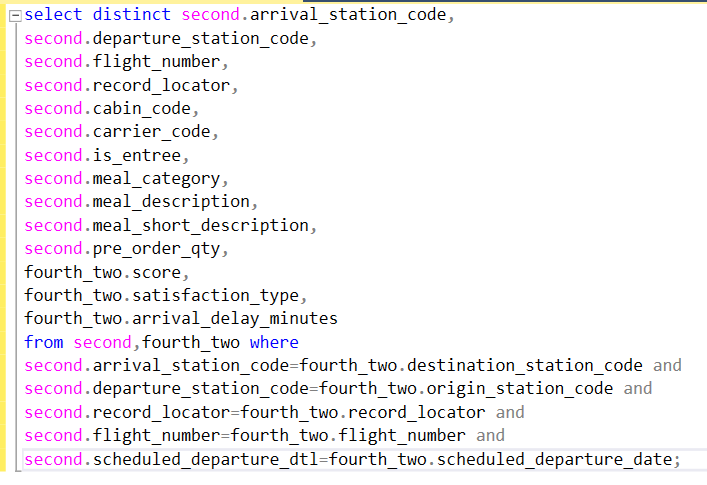 select distinct second.arrival_station_code,
second.departure_station_code,
second.flight_number,
second.record_locator,
second.cabin_code,
second.carrier_code,
second.is_entree,
second.meal_category,
second.meal_description,
second.meal_short_description,
second.pre_order_qty,
fourth_two.score,
fourth_two.satisfaction_type,
fourth_two.arrival_delay_minutes
from second,fourth_two where
second.arrival_station_code=fourth_two.destination_station_code and
second.departure_station_code=fourth_two.origin_station_code and
second.record_locator=fourth_two.record_locator and
second.flight_number=fourth_two.flight_number and
second.scheduled_departure_dtl=fourth_two.scheduled_departure_date;